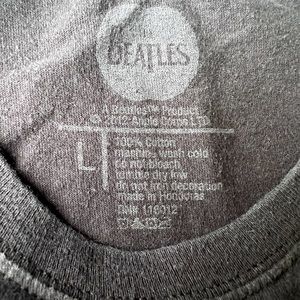 THE
BEATLES
A Beatles™ Product
© 2012 Apple Corps LTD
L
100% cotton
machine wash cold
do not bleach
tumble dry low
do not iron decoration
made in Honduras